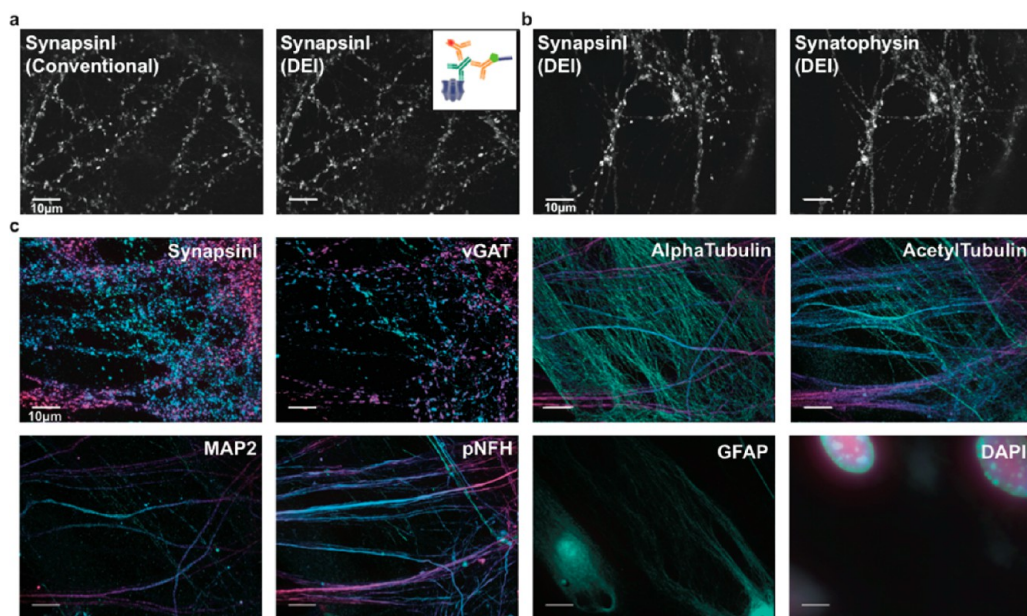 a
b
SynapsinI
(Conventional)
SynapsinI
(DEI)
SynapsinI
(DEI)
Synatophysin
(DEI)
10μm
10μm
c
SynapsinI
vGAT
AlphaTubulin
AcetylTubulin
10μm
MAP2
pNFH
GFAP
DAPI